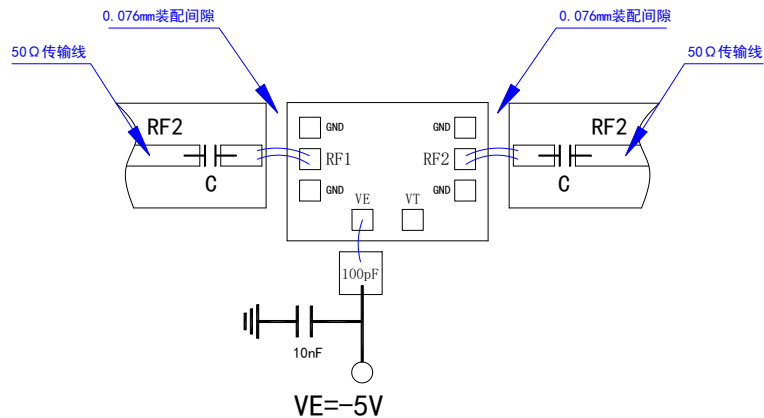 0.076mm装配间隙
0.076mm装配间隙
50Ω传输线
50Ω传输线
RF2
GND
GND
RF2
RF1
RF2
C
GND
GND
C
VE
VT
100pF
10nF
VE=-5V